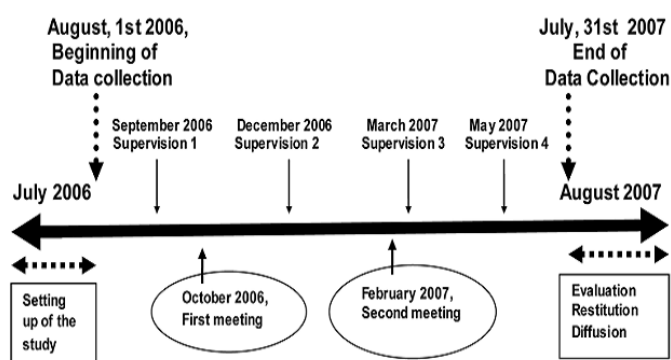 August, 1st 2006,
Beginning of
Data collection
July, 31st 2007
End of
Data Collection
September 2006
Supervision 1
December 2006
Supervision 2
March 2007
Supervision 3
May 2007
Supervision 4
July 2006
August 2007
Setting
up of the
study
October 2006,
First meeting
February 2007,
Second meeting
Evaluation
Restitution
Diffusion